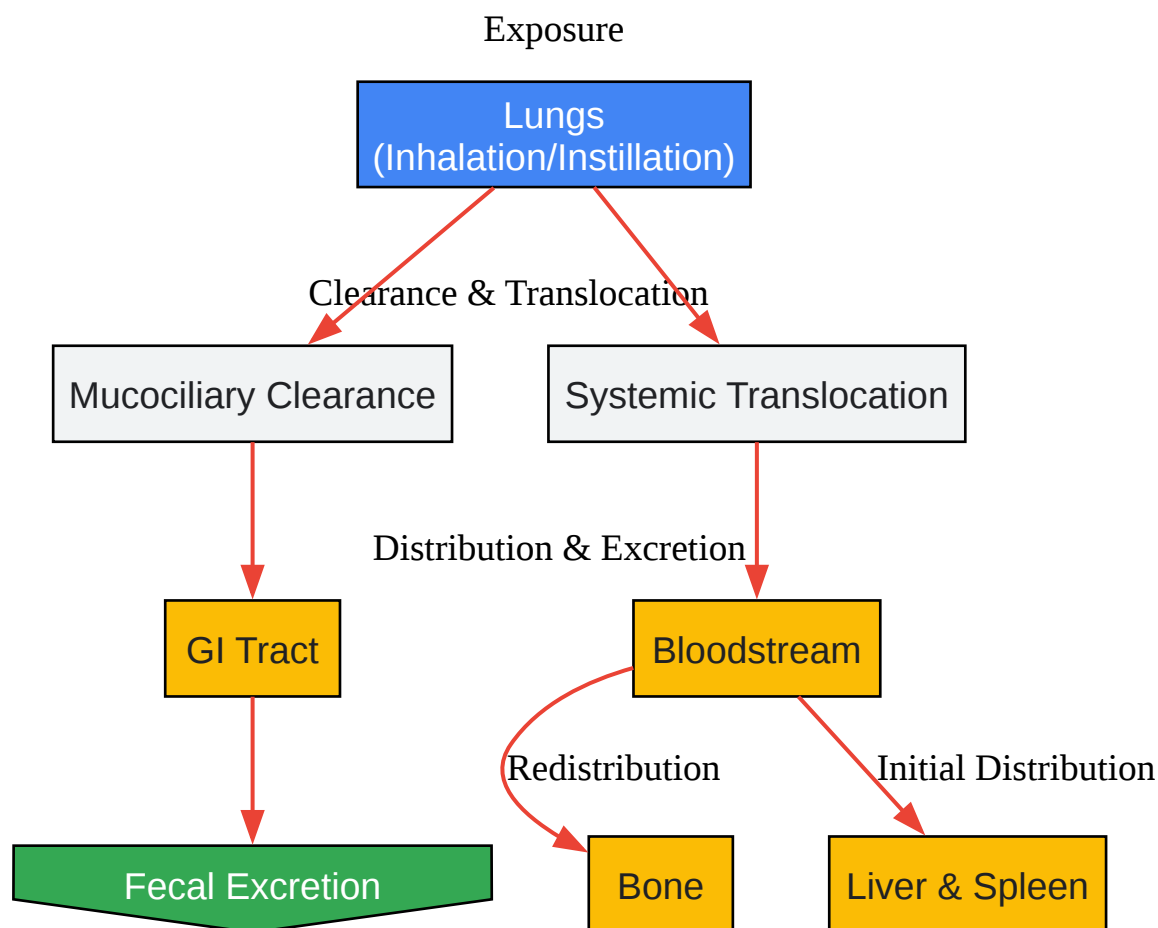 Exposure
Lungs
(Inhalation/Instillation)
Clearance & Translocation
Mucociliary Clearance
Systemic Translocation
Distribution & Excretion
GI Tract
Bloodstream
Redistribution
Initial Distribution
Fecal Excretion
Bone
Liver & Spleen